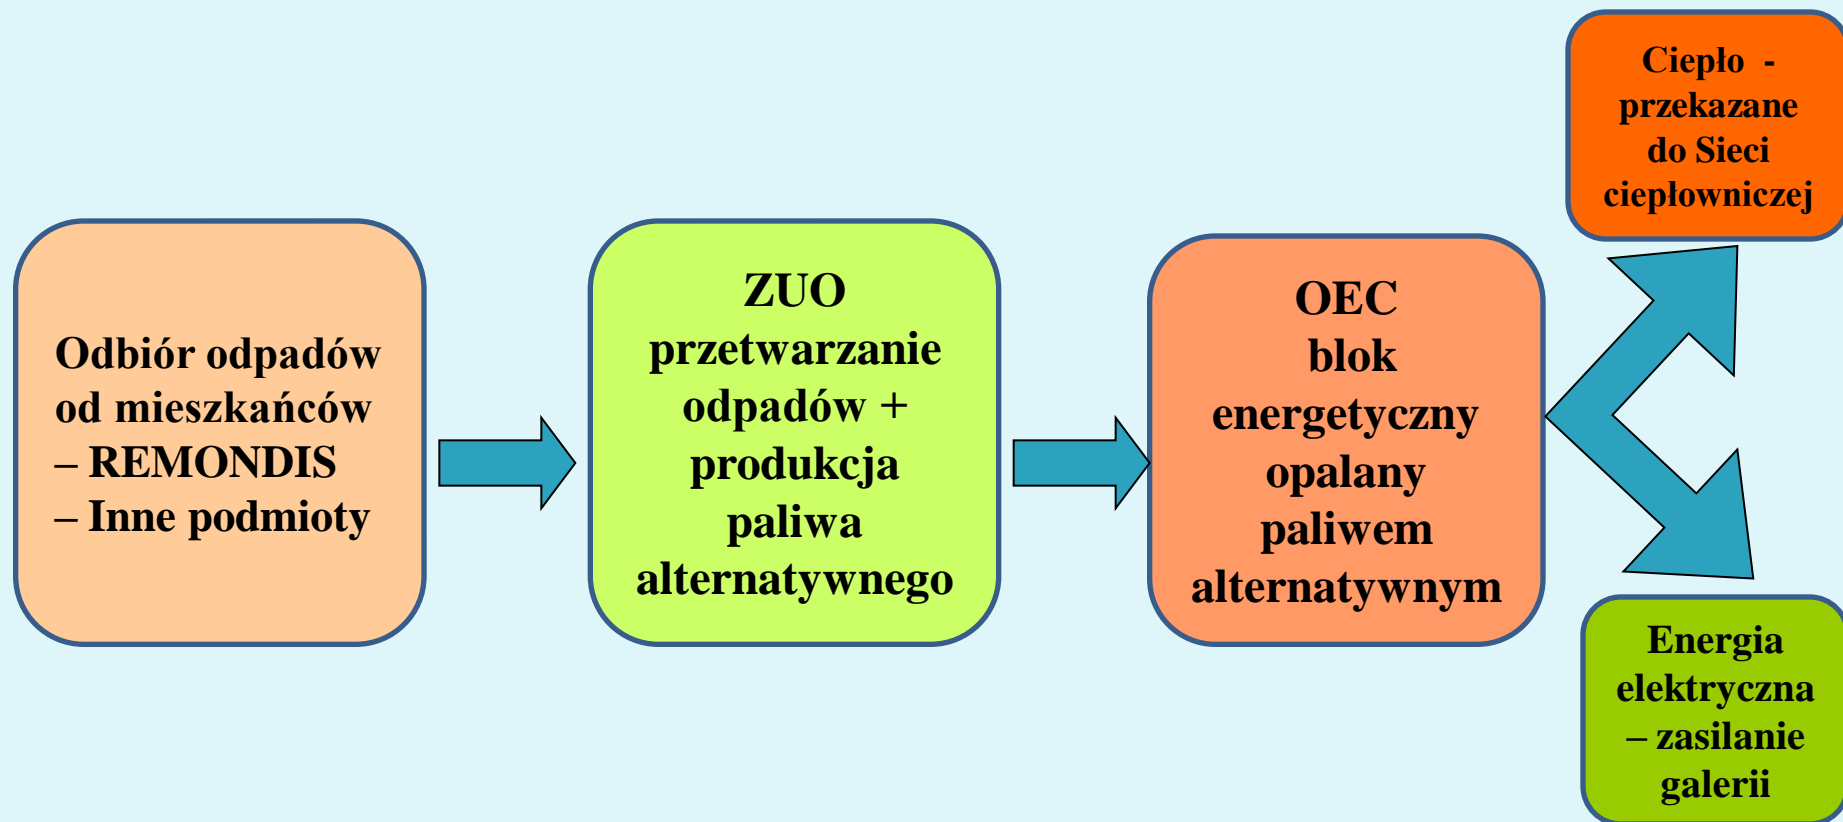 Odbiór odpadów
od mieszkańców
– REMONDIS
– Inne podmioty
ZUO
przetwarzanie
odpadów +
produkcja
paliwa
alternatywnego
OEC
blok
energetyczny
opalany
paliwem
alternatywnym
Ciepło -
przekazane
do Sieci
ciepłowniczej
Energia
elektryczna
– zasilanie
galerii